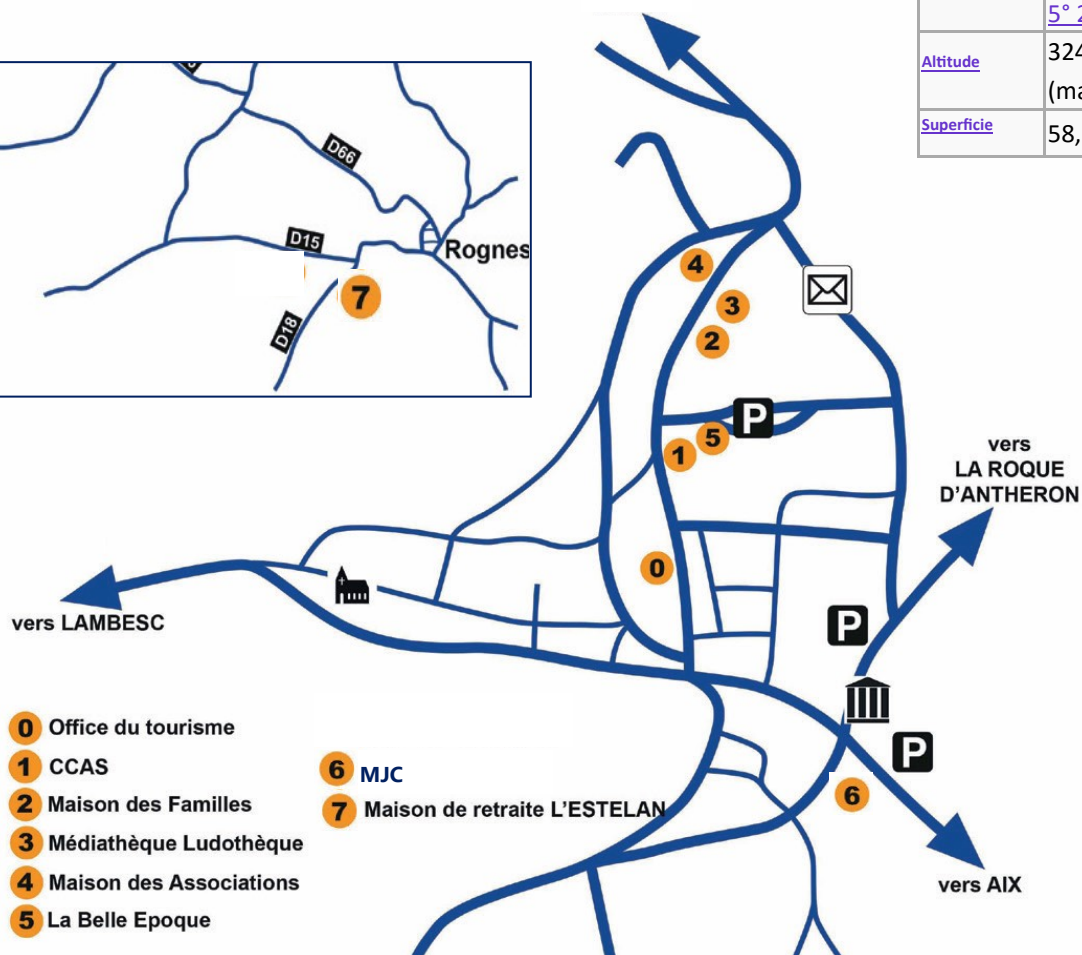 5° 2
Altitude
324
(ma
Superficie
58,
D66
D15
Rognes
7
D18
4
3
2
P
5
1
vers
LA ROQUE
D'ANTHERON
0
vers LAMBESC
P
P
6
vers AIX
0 Office du tourisme
1 CCAS
2 Maison des Familles
3 Médiathèque Ludothèque
4 Maison des Associations
5 La Belle Epoque
6 MJC
7 Maison de retraite L'ESTELAN